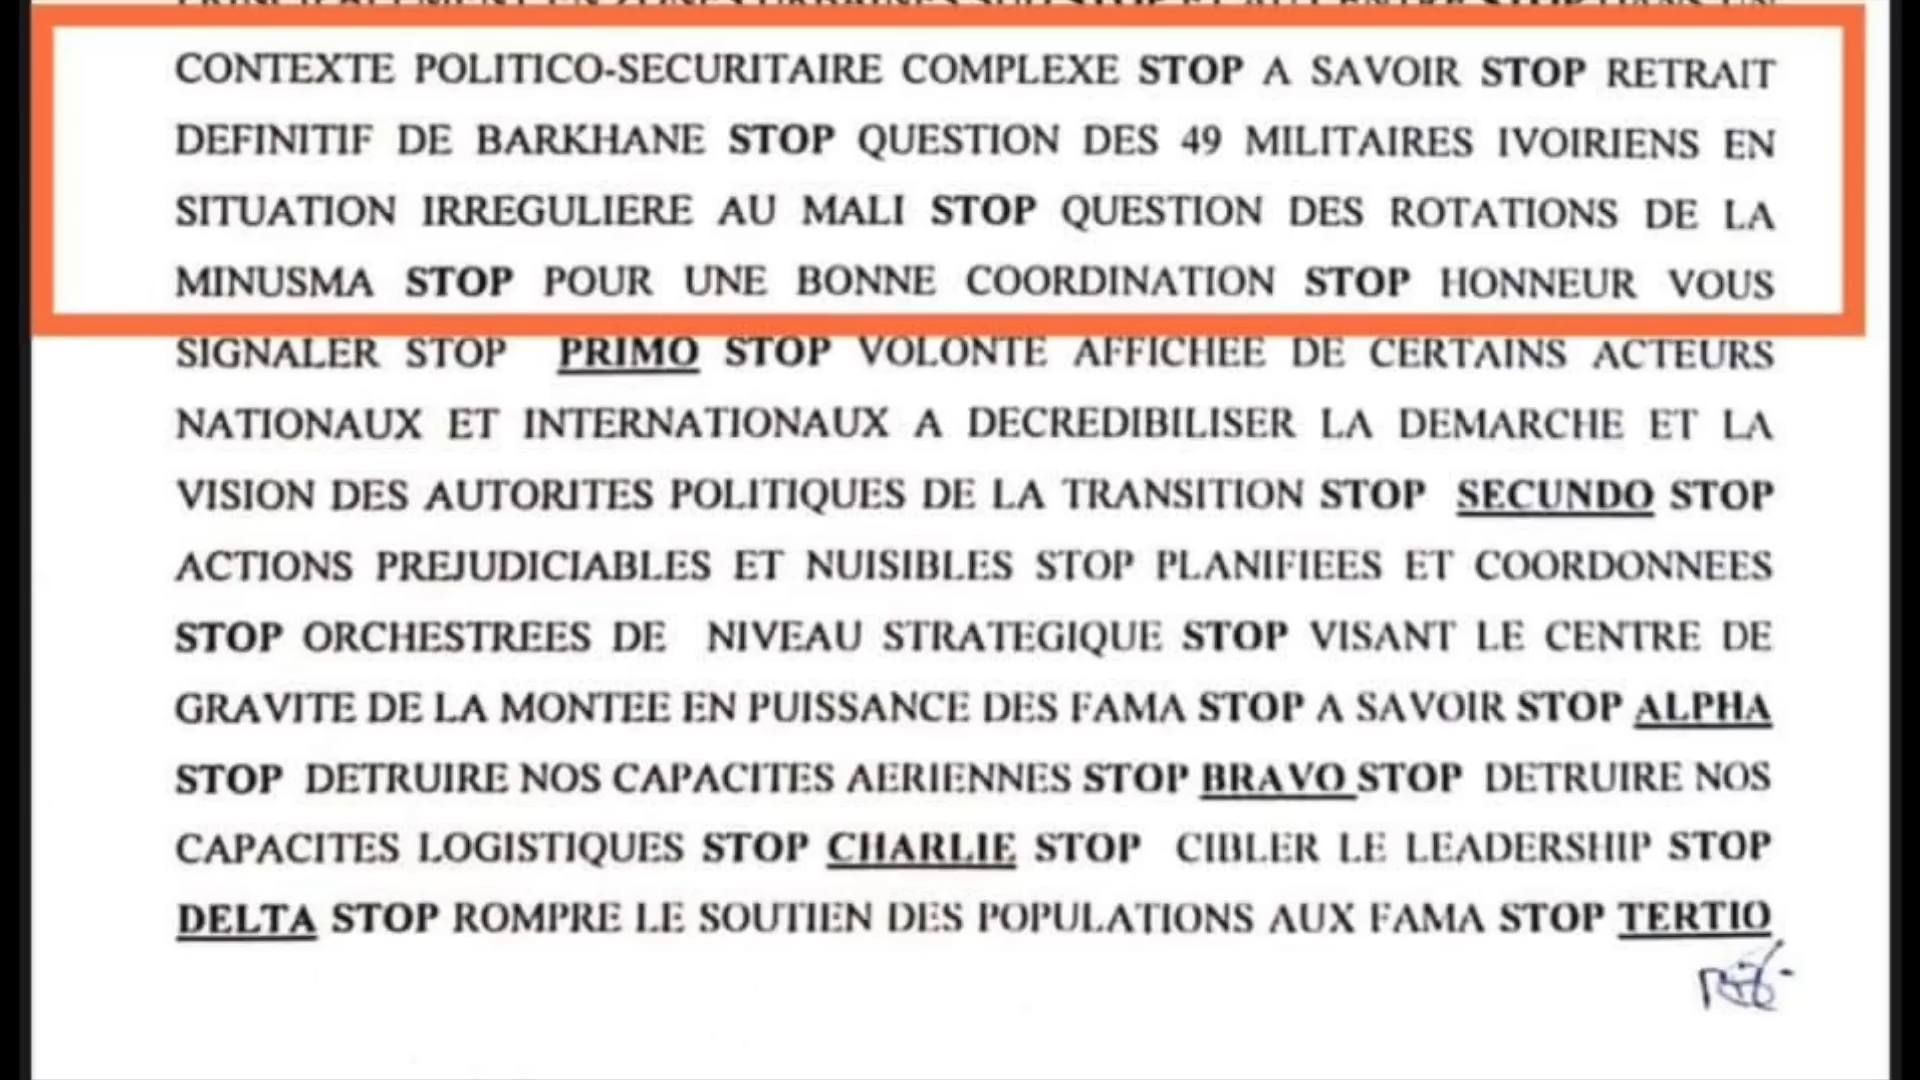 CONTEXTE POLITICO-SECURITAIRE COMPLEXE STOP A SAVOIR STOP RETRAIT
DEFINITIF DE BARKHANE STOP QUESTION DES 49 MILITAIRES IVOIRIENS EN
SITUATION IRREGULIERE AU MALI STOP QUESTION DES ROTATIONS DE LA
MINUSMA STOP POUR UNE BONNE COORDINATION STOP HONNEUR VOUS
SIGNALER STOP PRIMO STOP VOLONTE AFFICHEE DE CERTAINS ACTEURS
NATIONAUX ET INTERNATIONAUX A DECREDIBILISER LA DEMARCHE ET LA
VISION DES AUTORITES POLITIQUES DE LA TRANSITION STOP SECUNDO STOP
ACTIONS PREJUDICIABLES ET NUISIBLES STOP PLANIFIEES ET COORDONNEES
STOP ORCHESTREES DE NIVEAU STRATEGIQUE STOP VISANT LE CENTRE DE
GRAVITE DE LA MONTEE EN PUISSANCE DES FAMA STOP A SAVOIR STOP ALPHA
STOP DETRUIRE NOS CAPACITES AERIENNES STOP BRAVO STOP DETRUIRE NOS
CAPACITES LOGISTIQUES STOP CHARLIE STOP CIBLER LE LEADERSHIP STOP
DELTA STOP ROMPRE LE SOUTIEN DES POPULATIONS AUX FAMA STOP TERTIO